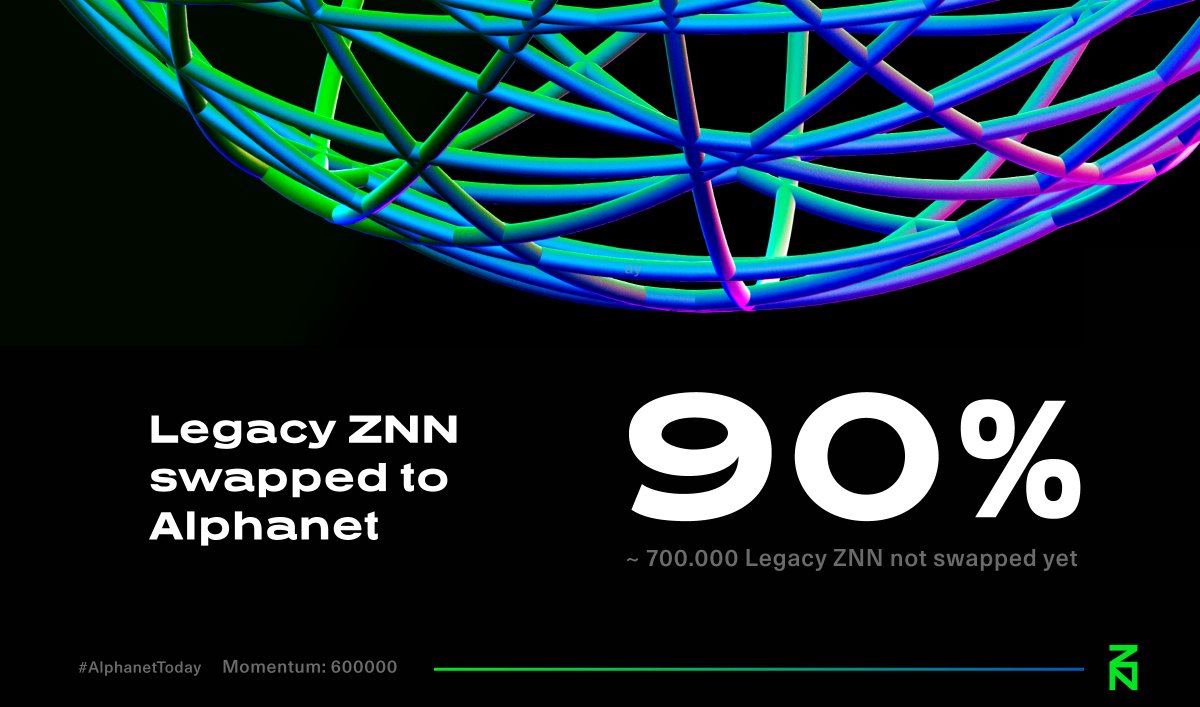 Legacy ZNN
swapped to
Alphanet
90%
~ 700.000 Legacy ZNN not swapped yet
#AlphanetToday Momentum: 600000